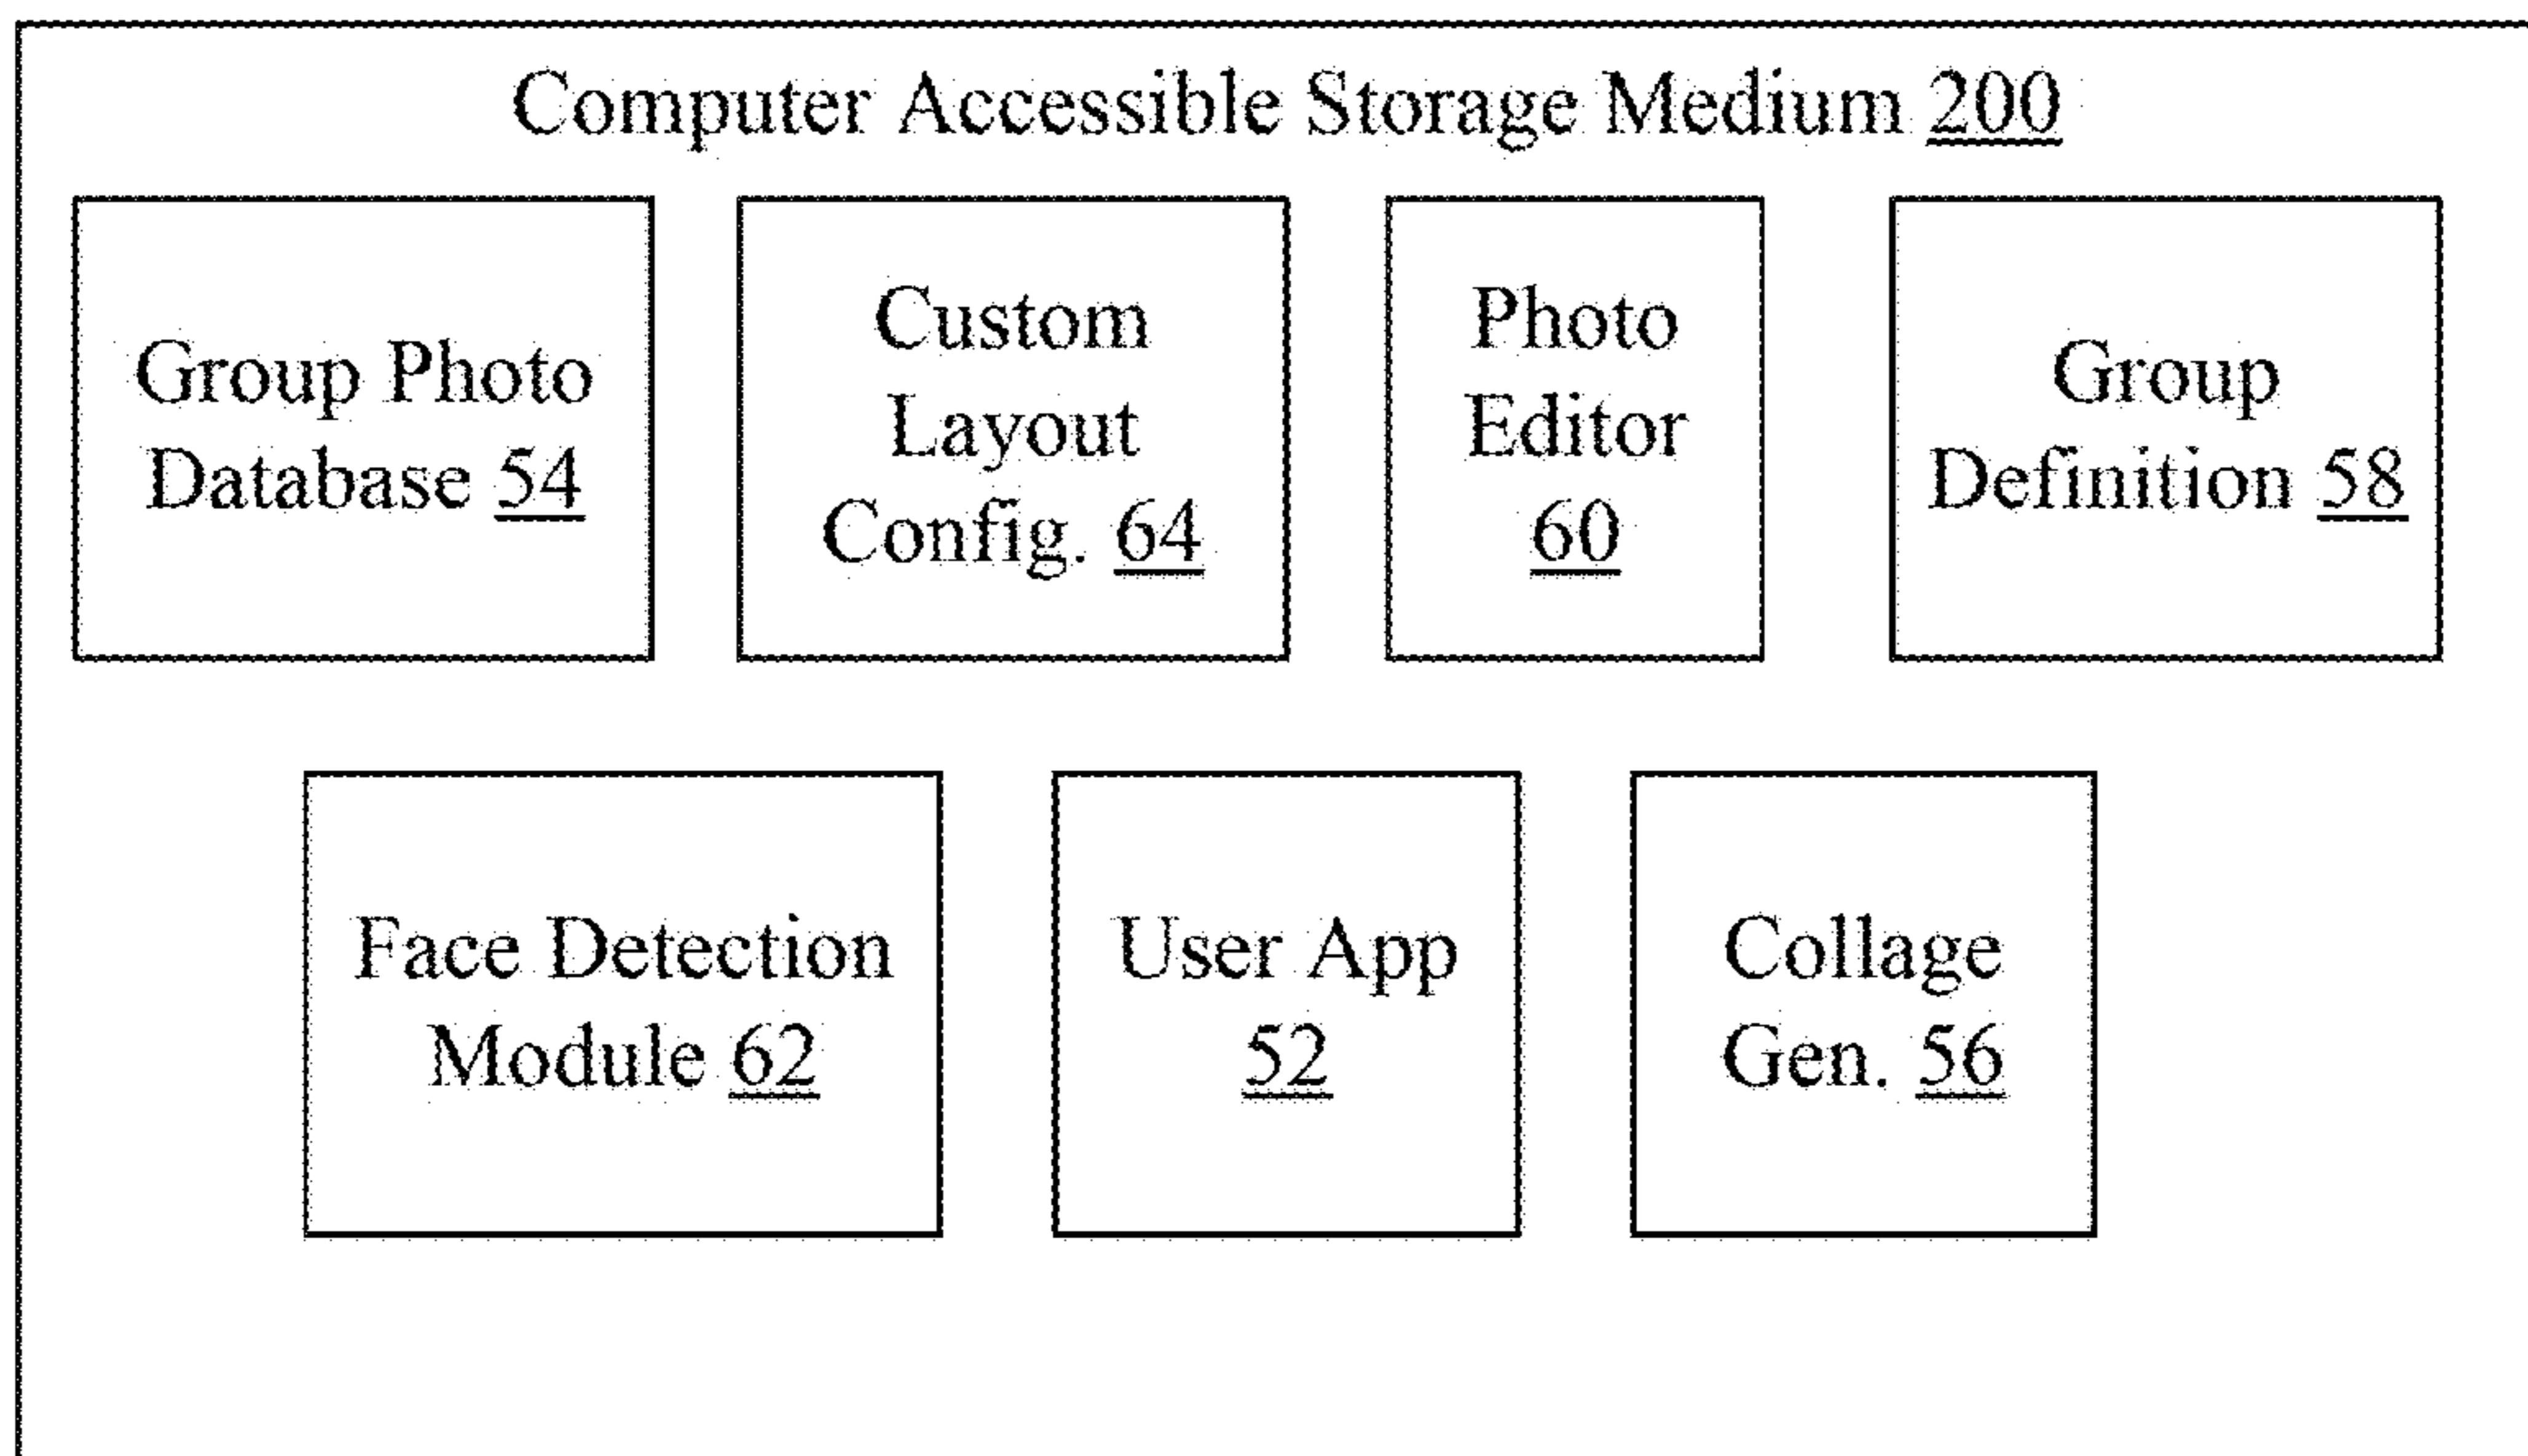 Computer Accessible Storage Medium 200
Group Photo
Database 54
Custom
Layout
Config. 64
Photo
Editor
60
Group
Definition 58
Face Detection
Module 62
User App
52
Collage
Gen. 56